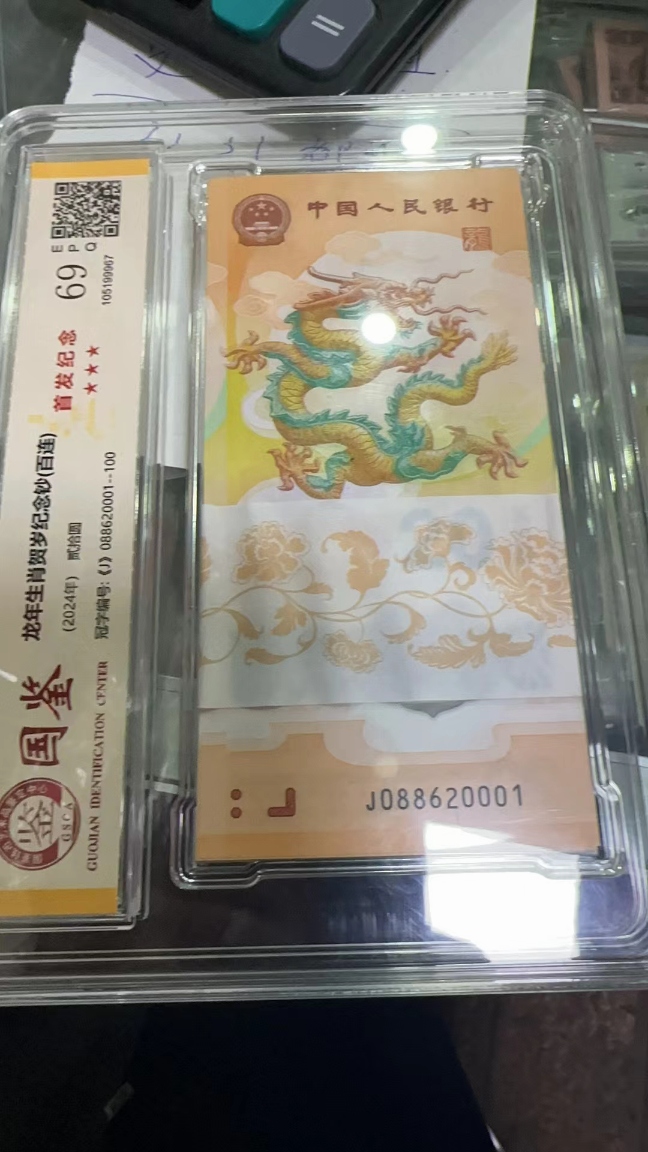 中国人民银行
J088620001
国鉴
GUOJIAN IDENTIFICATION CENTER
GSCA
龙年生肖贺岁纪念钞(百连)
(2024年) 贰拾圆
冠字编号:《J》088620001--100
首发纪念
★★★
69
EPQ
105199967